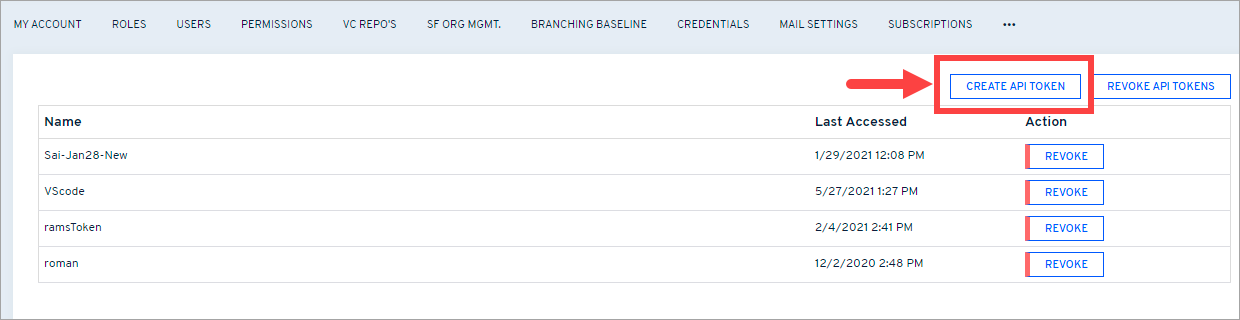 MY ACCOUNT ROLES USERS PERMISSIONS VC REPO'S SF ORG MGMT. BRANCHING BASELINE CREDENTIALS MAIL SETTINGS SUBSCRIPTIONS •••
CREATE API TOKEN REVOKE API TOKENS
Name Last Accessed Action
Sai-Jan28-New 1/29/2021 12:08 PM REVOKE
VScode 5/27/2021 1:27 PM REVOKE
ramsToken 2/4/2021 2:41 PM REVOKE
roman 12/2/2020 2:48 PM REVOKE